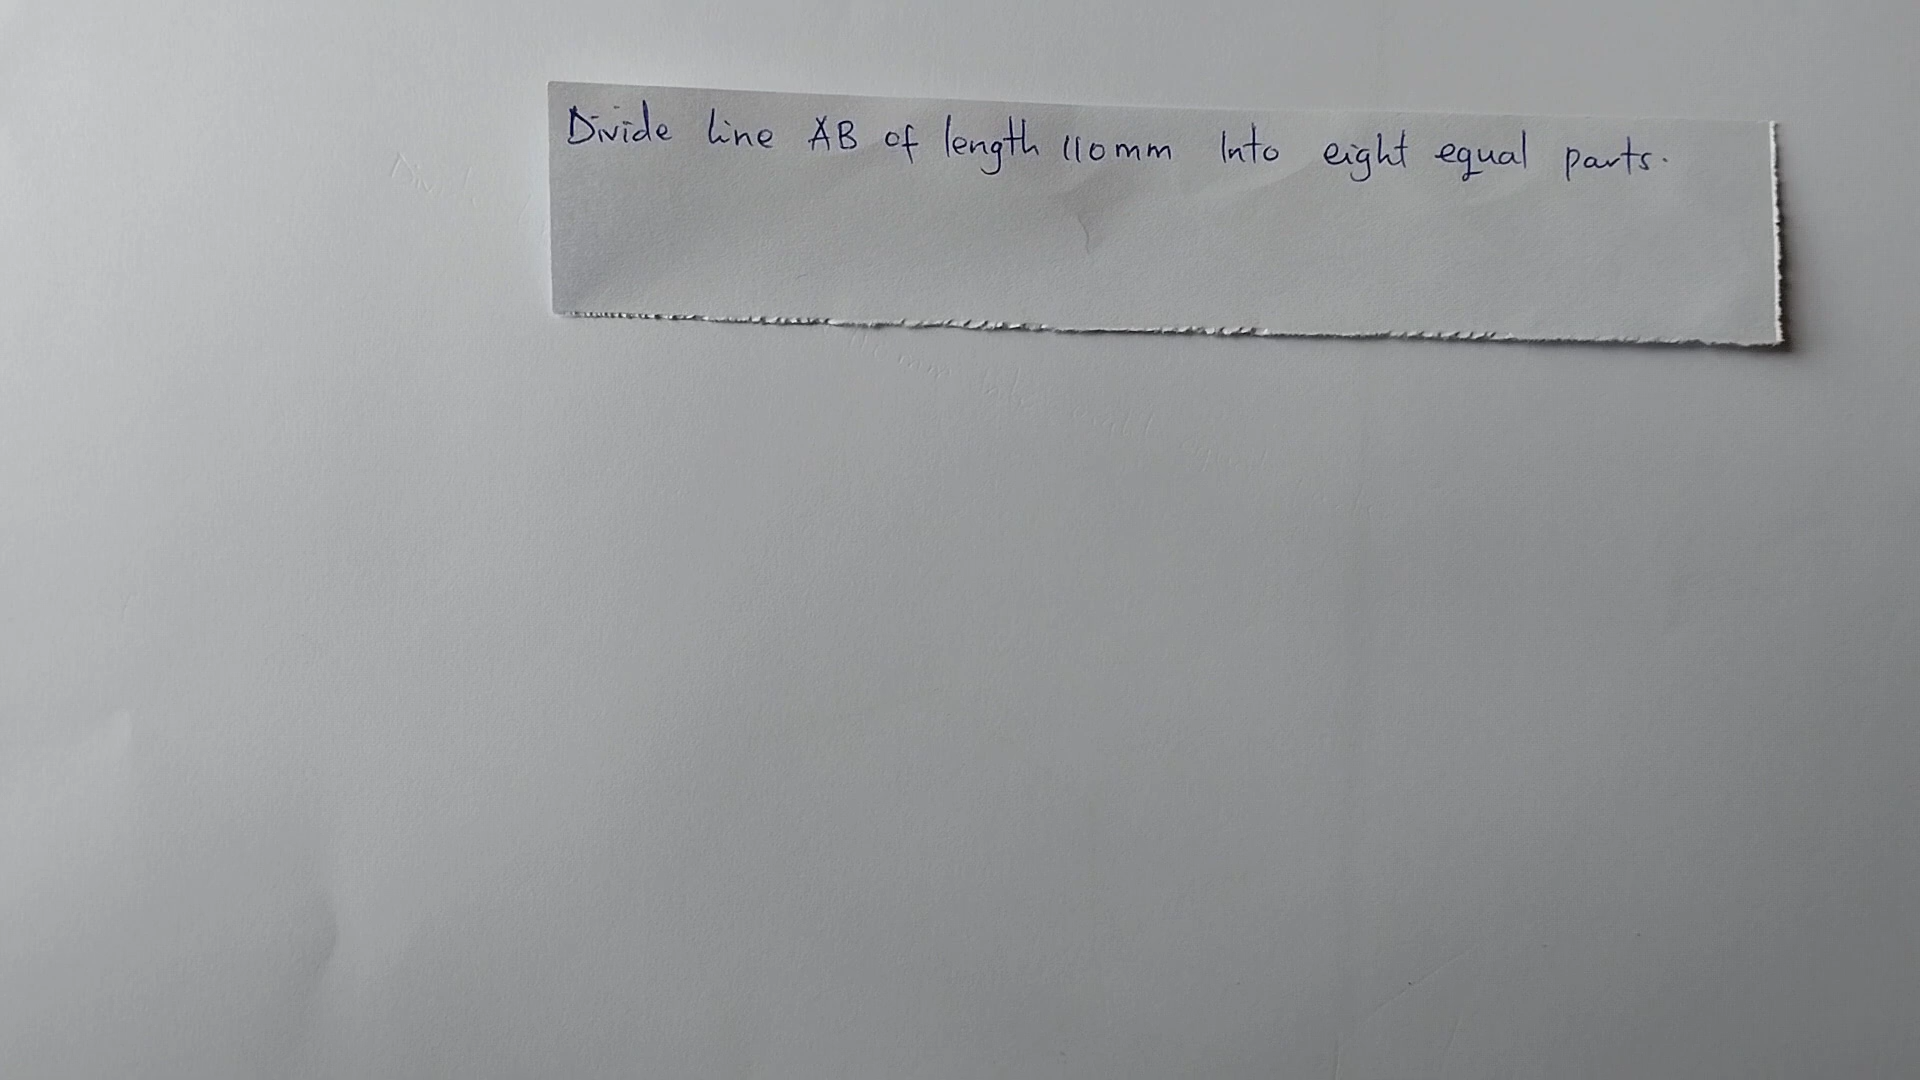 Divide line AB of length 110mm Into eight equal parts.